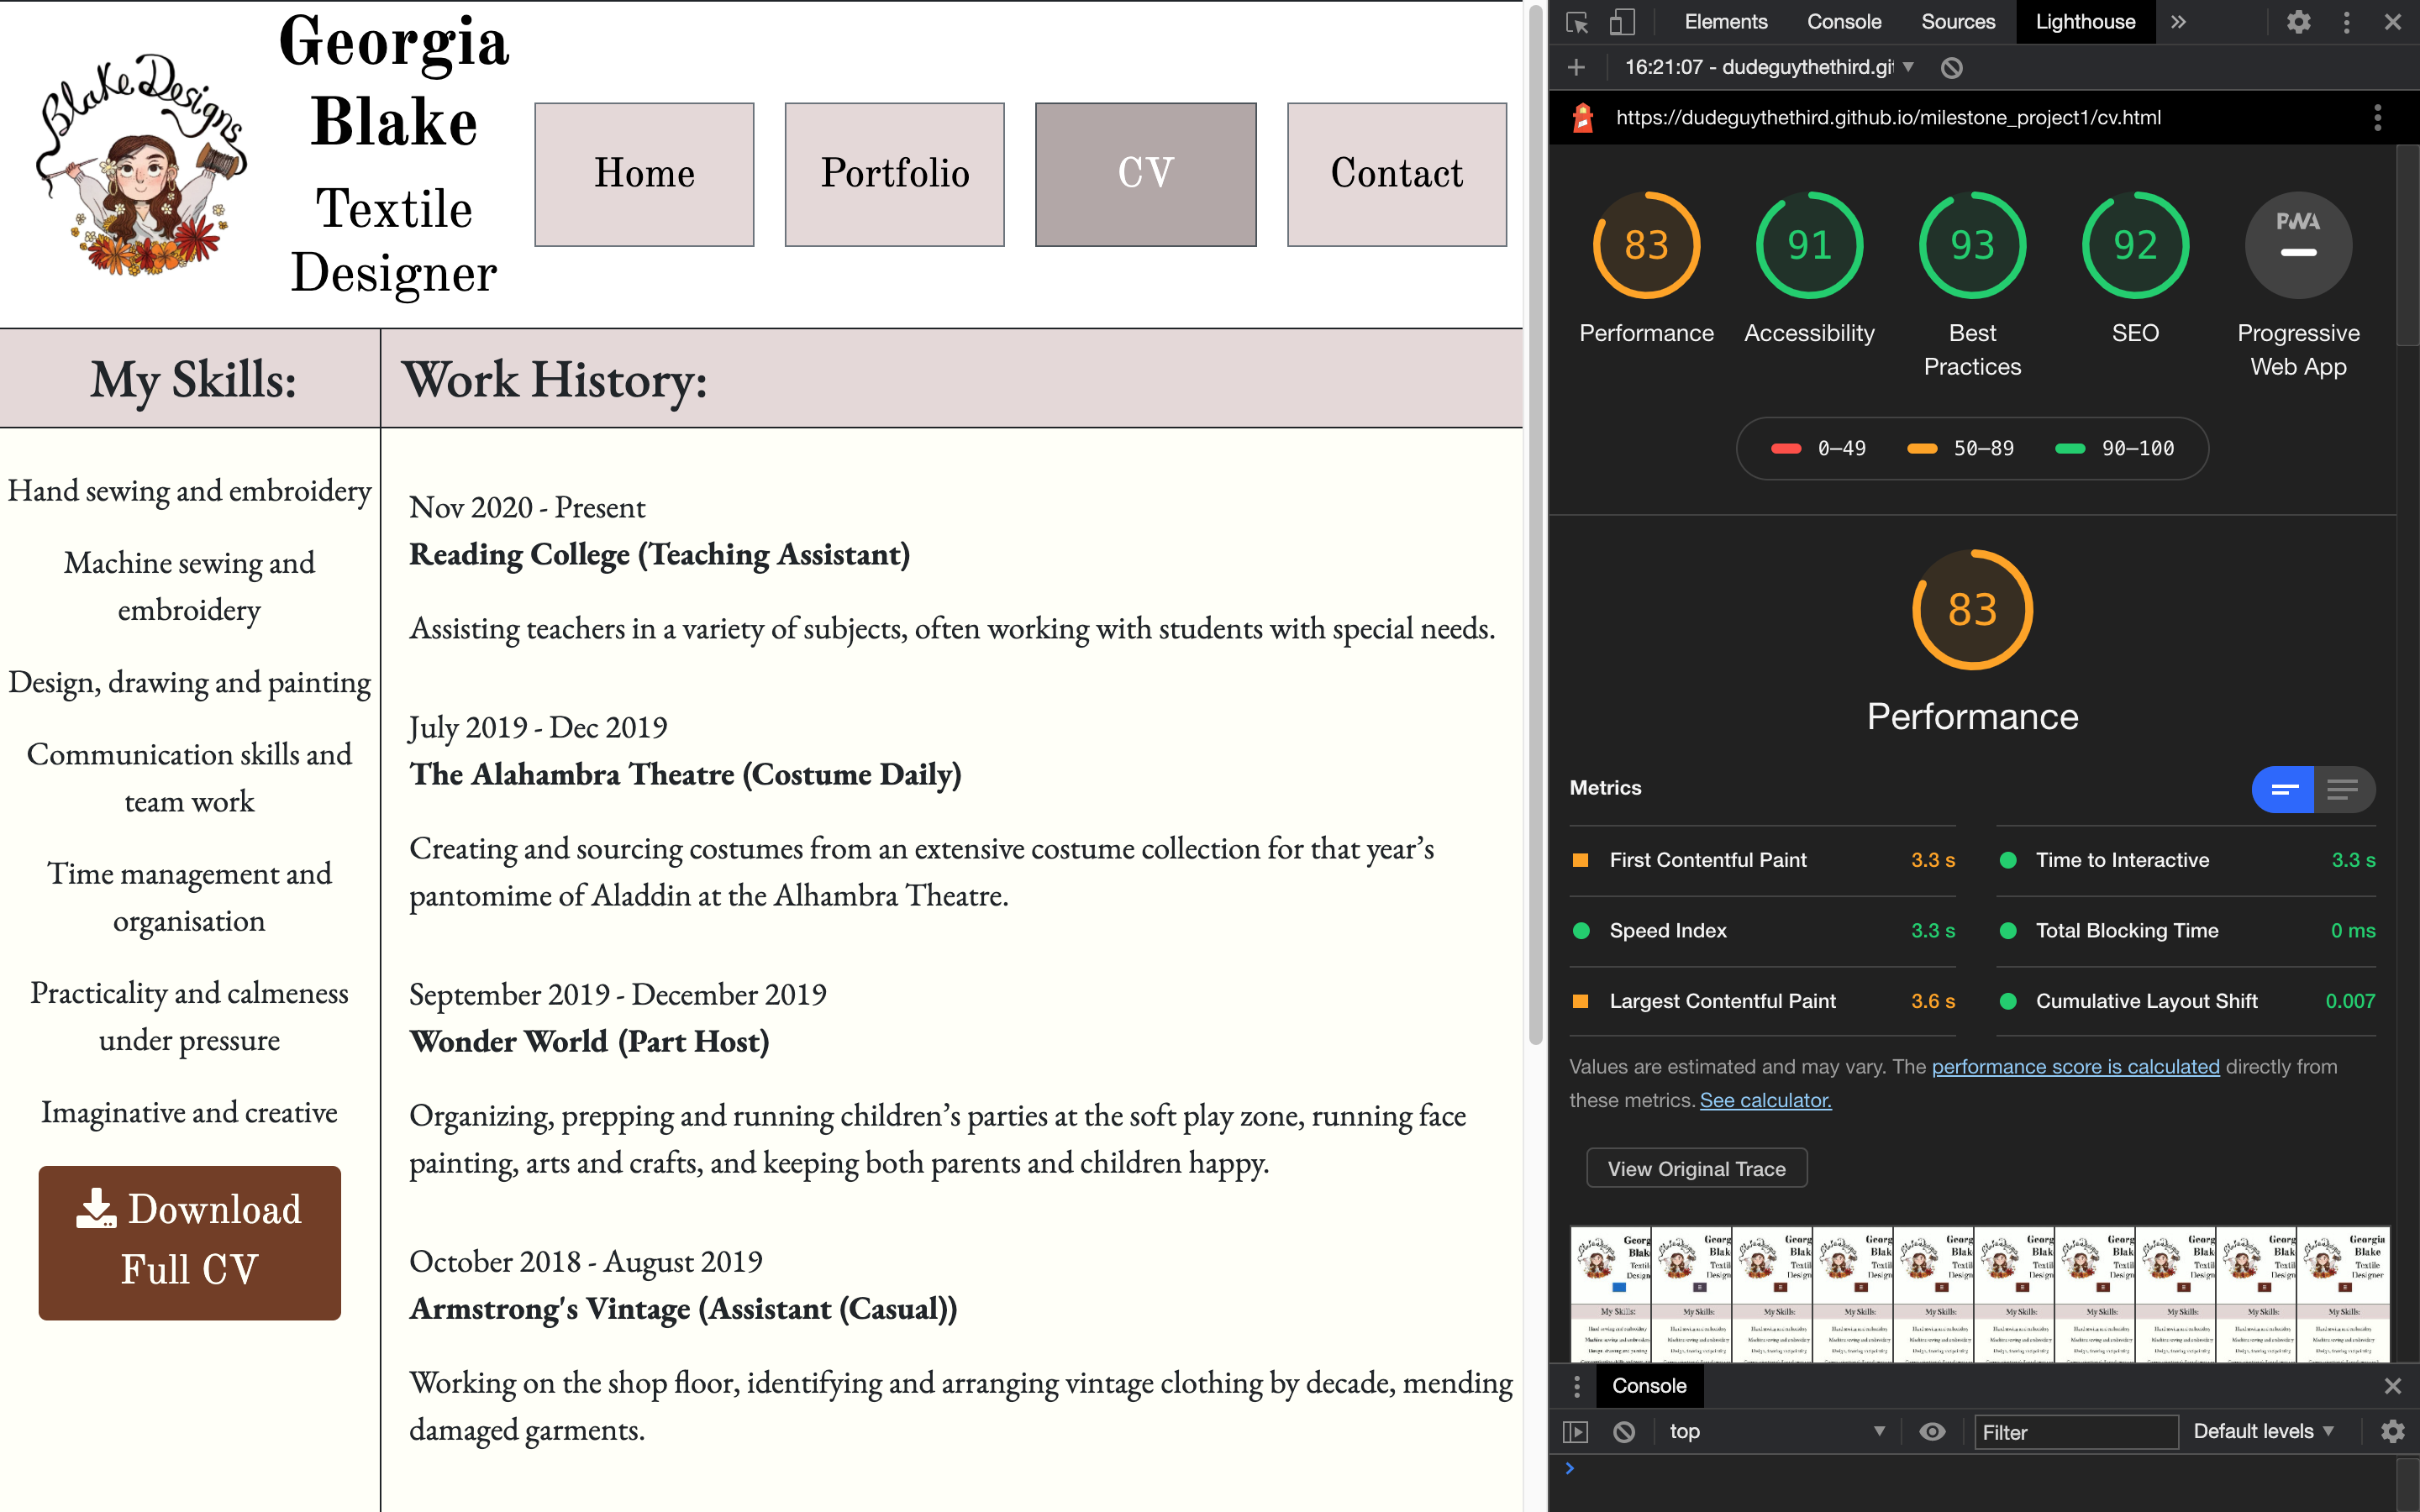 Blake Designs
Georgia
Blake
Textile
Designer
Home
Portfolio
CV
Contact
My Skills:
Hand sewing and embroidery
Machine sewing and
embroidery
Design, drawing and painting
Communication skills and
team work
Time management and
organisation
Practicality and calmeness
under pressure
Imaginative and creative
Download
Full CV
Work History:
Nov 2020 - Present
Reading College (Teaching Assistant)
Assisting teachers in a variety of subjects, often working with students with special needs.
July 2019 - Dec 2019
The Alahambra Theatre (Costume Daily)
Creating and sourcing costumes from an extensive costume collection for that year’s
pantomime of Aladdin at the Alhambra Theatre.
September 2019 - December 2019
Wonder World (Part Host)
Organizing, prepping and running children’s parties at the soft play zone, running face
painting, arts and crafts, and keeping both parents and children happy.
October 2018 - August 2019
Armstrong's Vintage (Assistant (Casual))
Working on the shop floor, identifying and arranging vintage clothing by decade, mending
damaged garments.
Elements
Console
Sources
Lighthouse
16:21:07 - dudeguythethird.git
https://dudeguythethird.github.io/milestone_project1/cv.html
83
91
93
92
PWA
Performance
Accessibility
Best
Practices
SEO
Progressive
Web App
0–49
50–89
90–100
83
Performance
Metrics
First Contentful Paint 3.3 s
Time to Interactive 3.3 s
Speed Index 3.3 s
Total Blocking Time 0 ms
Largest Contentful Paint 3.6 s
Cumulative Layout Shift 0.007
Values are estimated and may vary. The performance score is calculated directly from
these metrics. See calculator.
View Original Trace
Console
top
Filter
Default levels